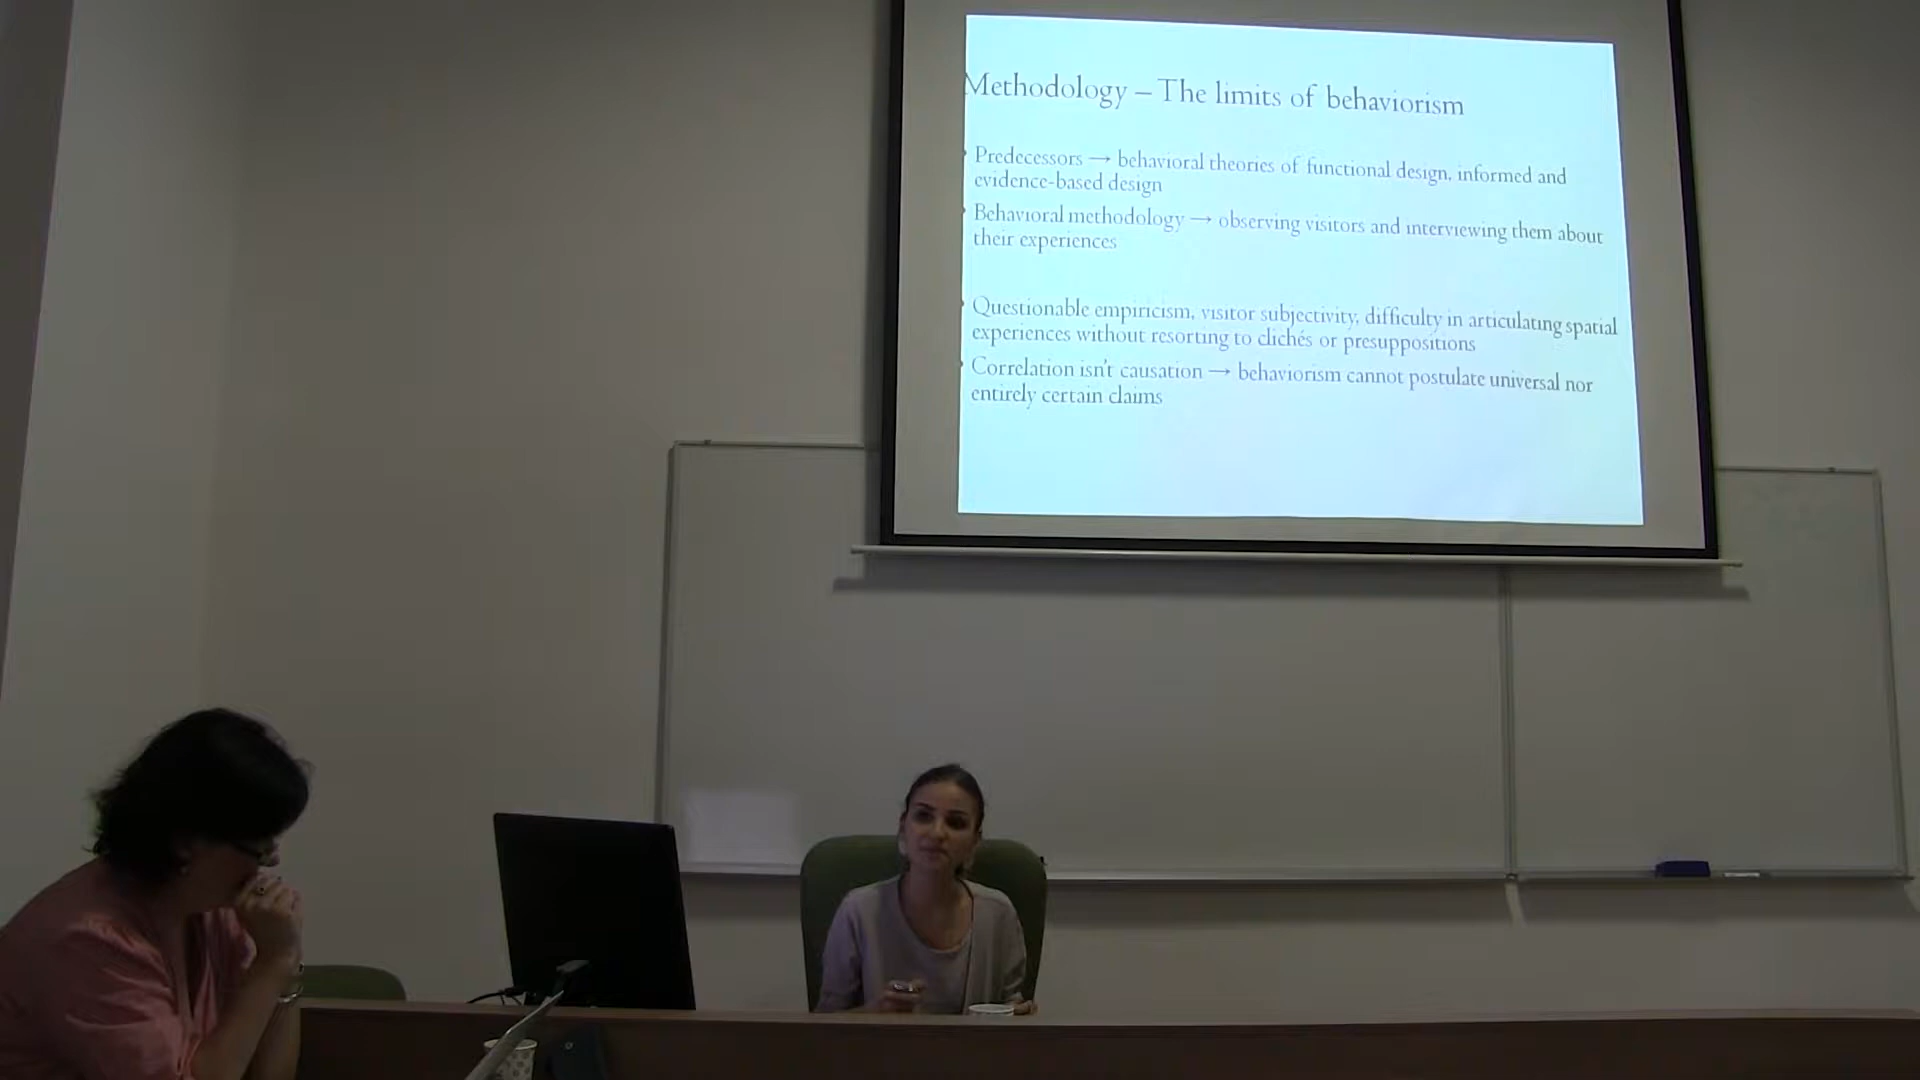 Methodology – The limits of behaviorism
• Predecessors → behavioral theories of functional design, informed and
evidence-based design
• Behavioral methodology → observing visitors and interviewing them about
their experiences
• Questionable empiricism, visitor subjectivity, difficulty in articulating spatial
experiences without resorting to clichés or presuppositions
• Correlation isn't causation → behaviorism cannot postulate universal nor
entirely certain claims